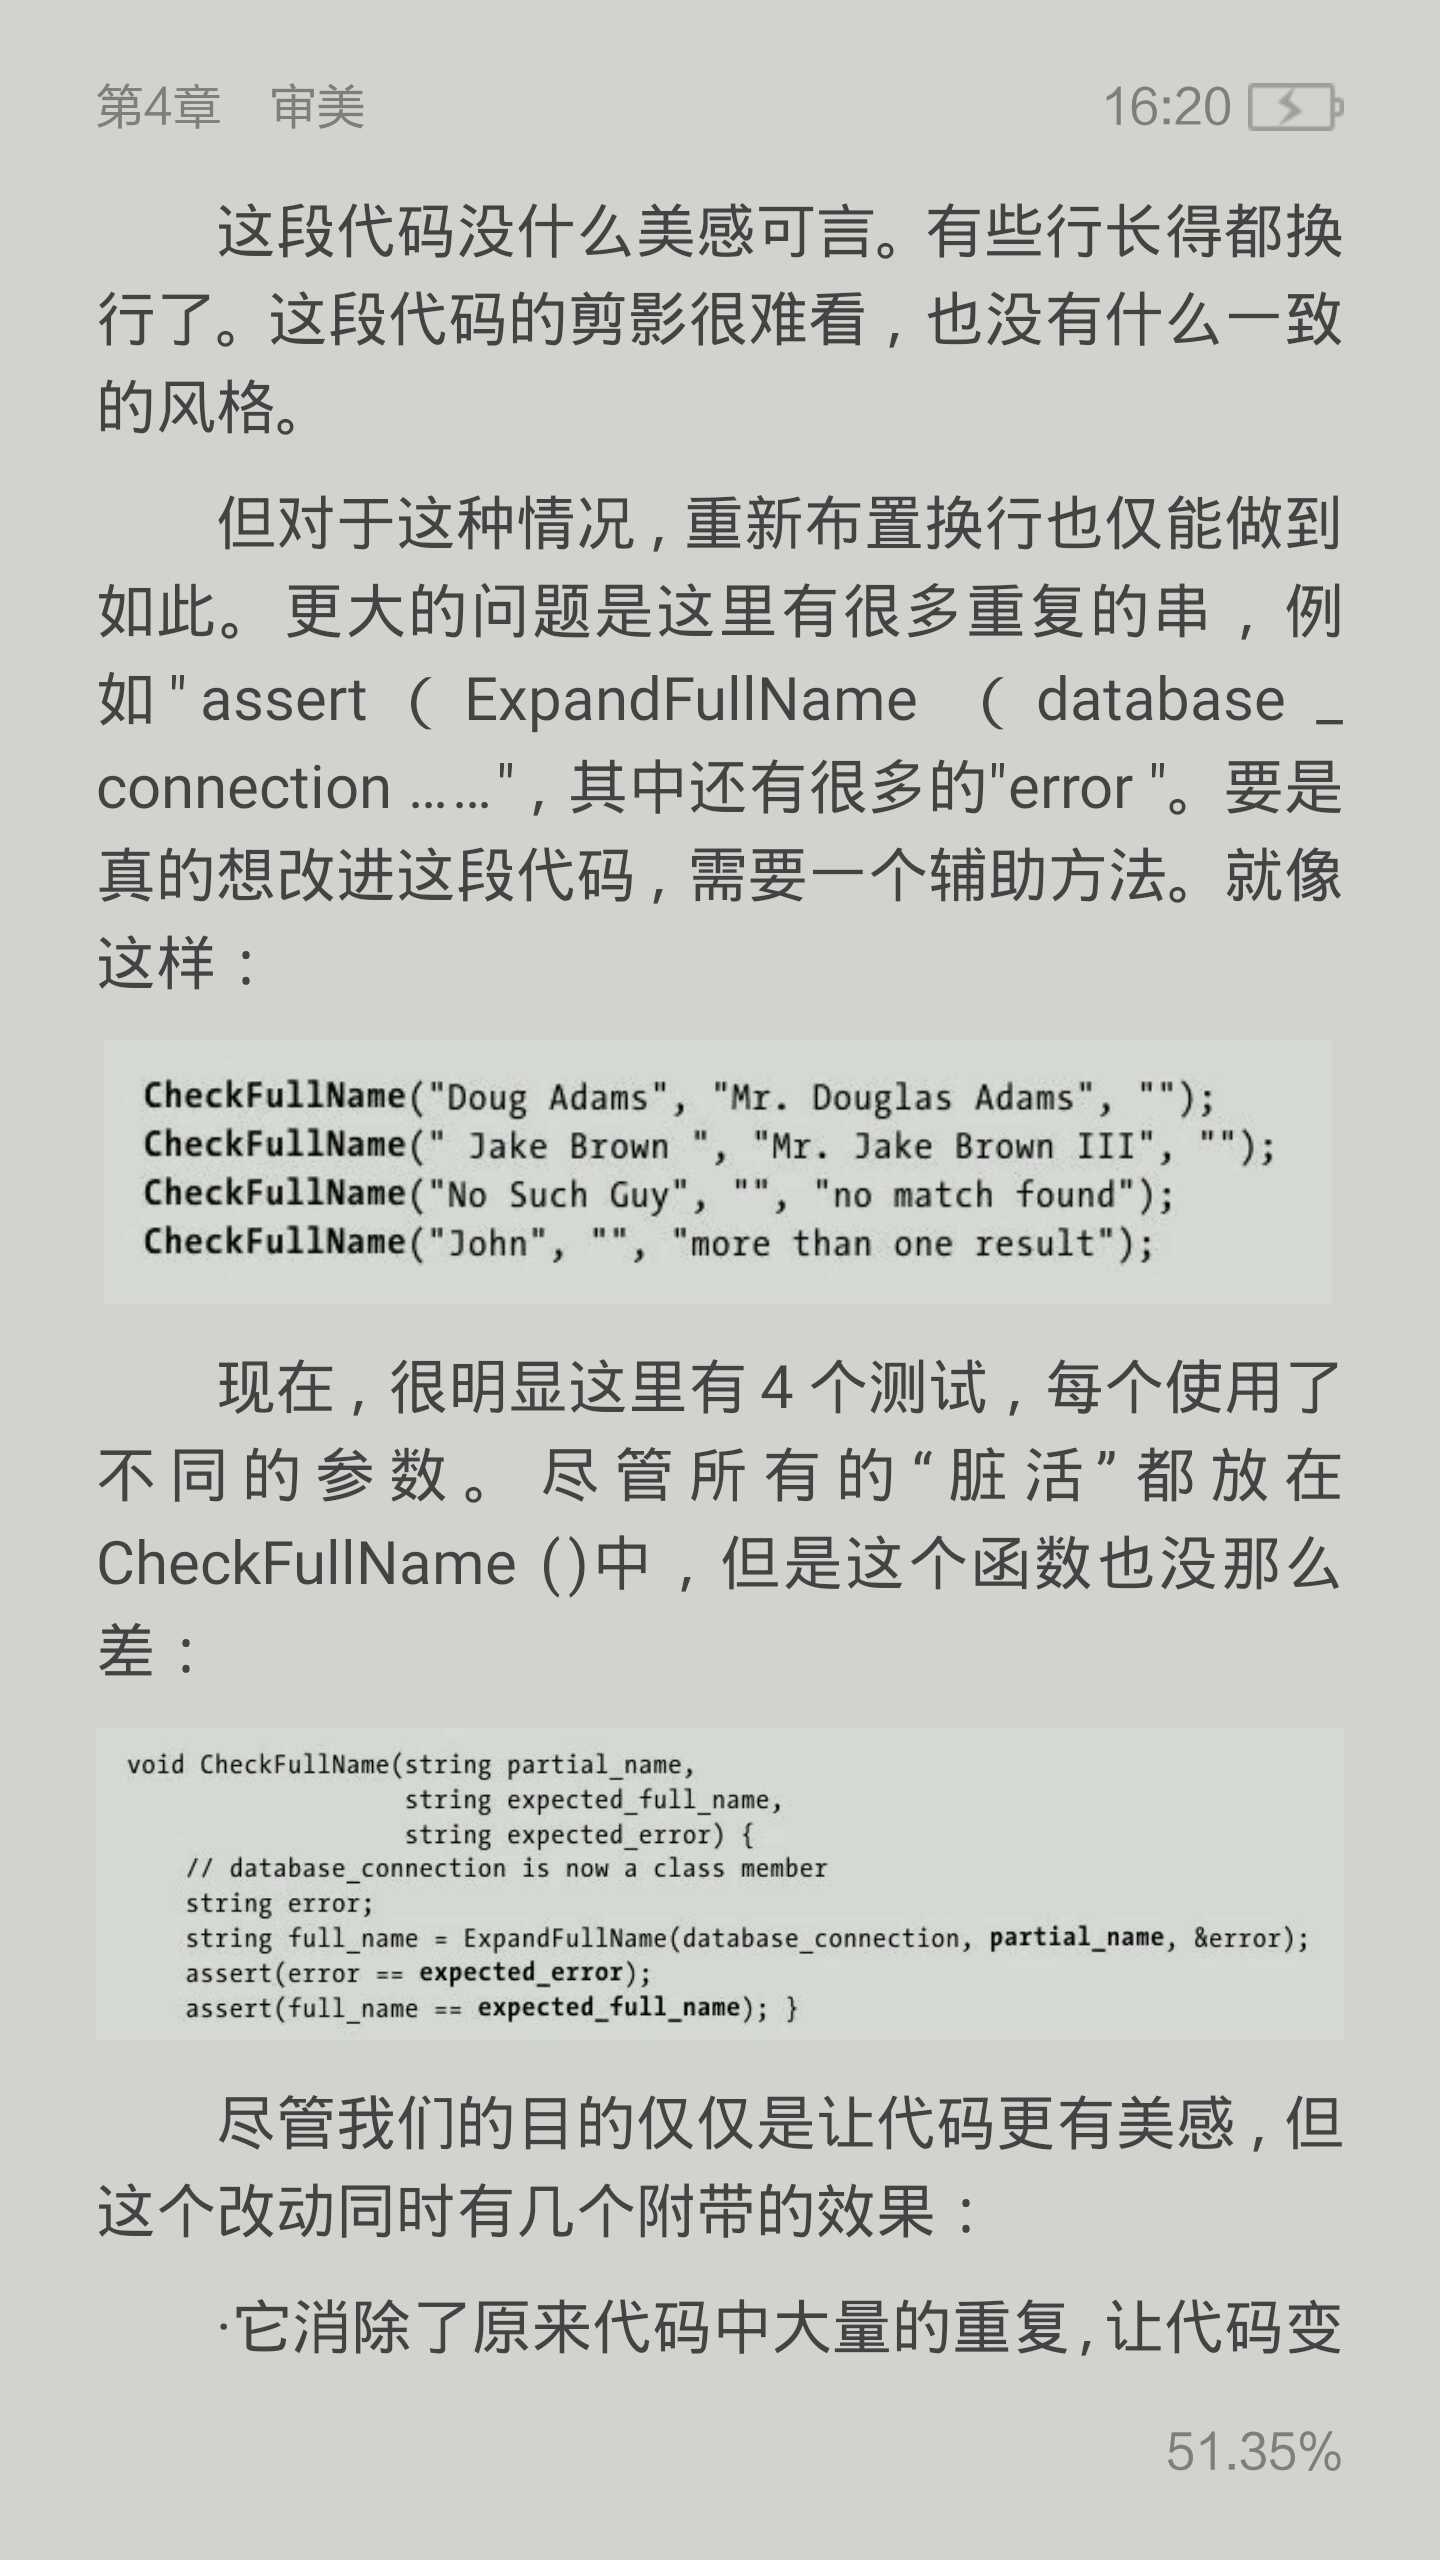 第4章　审美
16:20
这段代码没什么美感可言。有些行长得都换
行了。这段代码的剪影很难看，也没有什么一致
的风格。
但对于这种情况，重新布置换行也仅能做到
如此。更大的问题是这里有很多重复的串，例
如"assert（ExpandFullName （database _
connection ……"，其中还有很多的"error "。要是
真的想改进这段代码，需要一个辅助方法。就像
这样：
CheckFullName("Doug Adams", "Mr. Douglas Adams", "");
CheckFullName(" Jake Brown ", "Mr. Jake Brown III", "");
CheckFullName("No Such Guy", "", "no match found");
CheckFullName("John", "", "more than one result");
现在，很明显这里有4个测试，每个使用了
不同的参数。尽管所有的“脏活”都放在
CheckFullName ()中，但是这个函数也没那么
差：
void CheckFullName(string partial_name,
string expected_full_name,
string expected_error) {
// database_connection is now a class member
string error;
string full_name = ExpandFullName(database_connection, partial_name, &error);
assert(error == expected_error);
assert(full_name == expected_full_name); }
尽管我们的目的仅仅是让代码更有美感，但
这个改动同时有几个附带的效果：
·它消除了原来代码中大量的重复，让代码变
51.35%